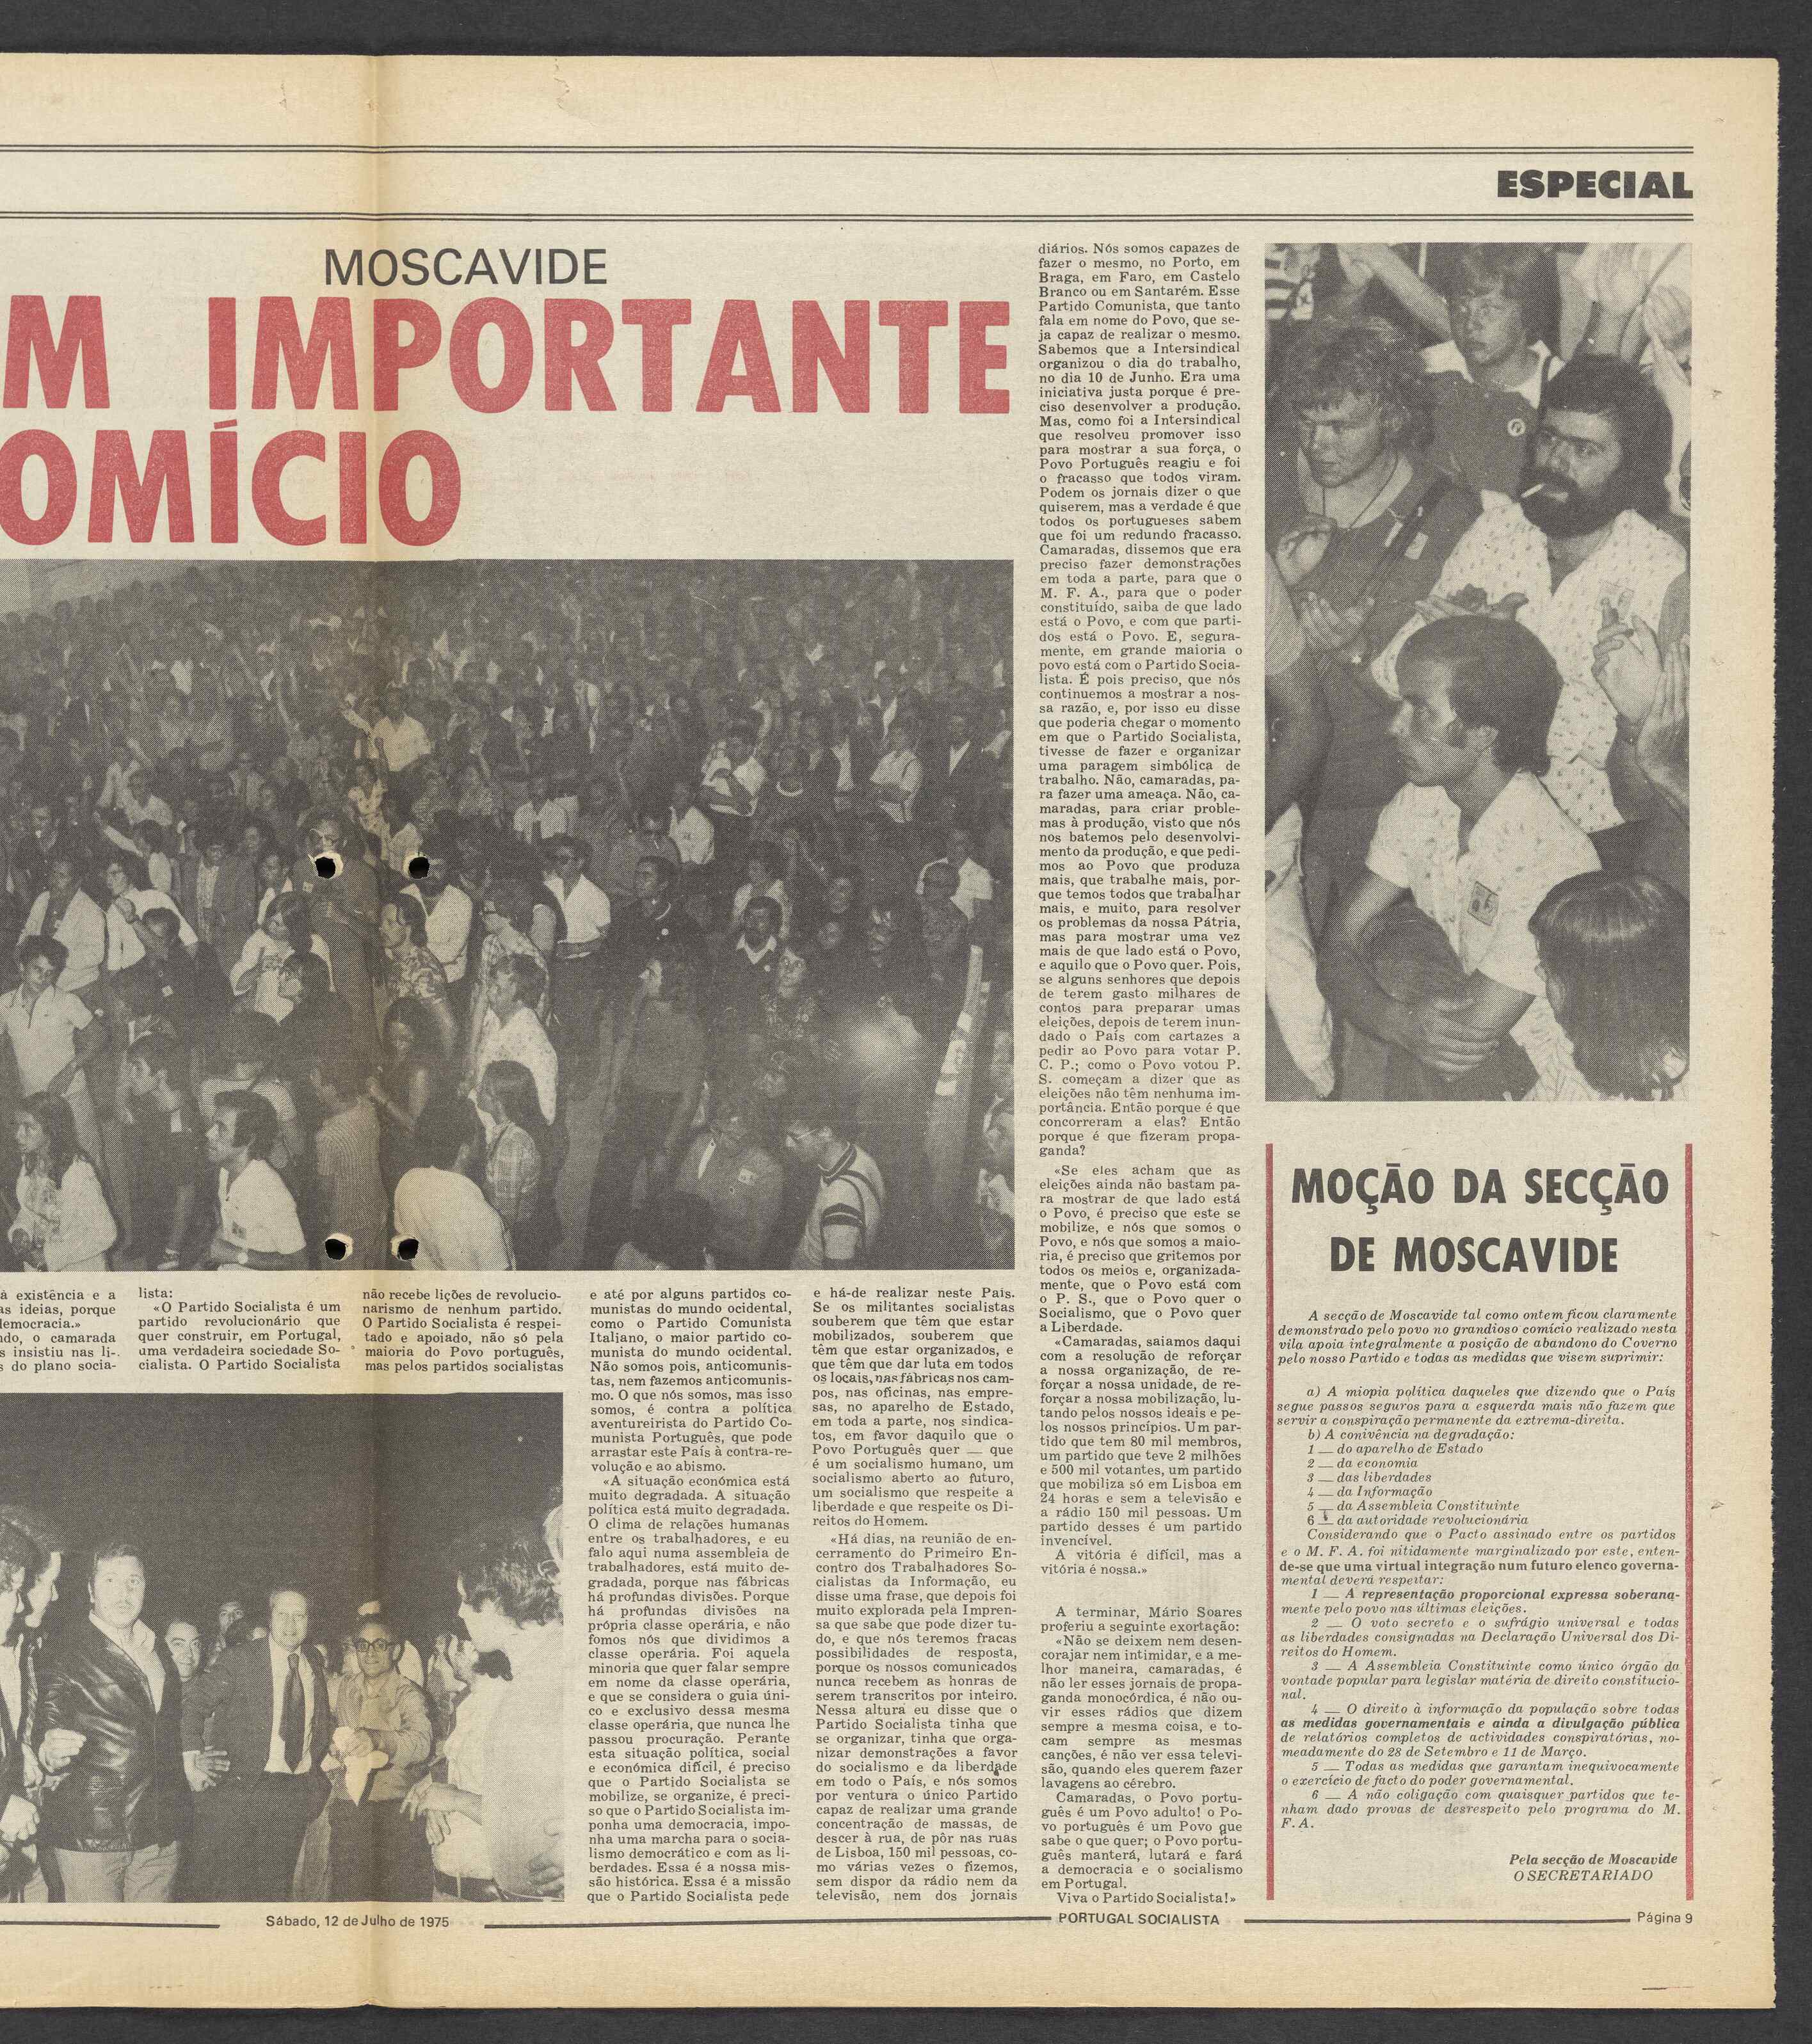 ESPECIAL
MOSCAVIDE
M IMPORTANTE
OMÍCIO
à existência e a
as ideias, porque
democracia.»
ndo, o camarada
s insistiu nas li-
s do plano socia-
lista:
«O Partido Socialista é um
partido revolucionário que
quer construir, em Portugal,
uma verdadeira sociedade So-
cialista. O Partido Socialista
não recebe lições de revolucio-
narismo de nenhum partido.
O Partido Socialista é respei-
tado e apoiado, não só pela
maioria do Povo português,
mas pelos partidos socialistas
e até por alguns partidos co-
munistas do mundo ocidental,
como o Partido Comunista
Italiano, o maior partido co-
munista do mundo ocidental.
Não somos pois, anticomunis-
tas, nem fazemos anticomunis-
mo. O que nós somos, mas isso
somos, é contra a política
aventureirista do Partido Co-
munista Português, que pode
arrastar este País à contra-re-
volução e ao abismo.
«A situação económica está
muito degradada. A situação
política está muito degradada.
O clima de relações humanas
entre os trabalhadores, e eu
falo aqui numa assembleia de
trabalhadores, está muito de-
gradada, porque nas fábricas
há profundas divisões. Porque
há profundas divisões na
própria classe operária, e não
fomos nós que dividimos a
classe operária. Foi aquela
minoria que quer falar sempre
em nome da classe operária,
e que se considera o guia úni-
co e exclusivo dessa mesma
classe operária, que nunca lhe
passou procuração. Perante
esta situação política, social
e económica difícil, é preciso
que o Partido Socialista se
mobilize, se organize, é preci-
so que o Partido Socialista im-
ponha uma democracia, impo-
nha uma marcha para o socia-
lismo democrático e com as li-
berdades. Essa é a nossa mis-
são histórica. Essa é a missão
que o Partido Socialista pede
e há-de realizar neste País.
Se os militantes socialistas
souberem que têm que estar
mobilizados, souberem que
têm que estar organizados, e
que têm que dar luta em todos
os locais, nas fábricas nos cam-
pos, nas oficinas, nas empre-
sas, no aparelho de Estado,
em toda a parte, nos sindica-
tos, em favor daquilo que o
Povo Português quer — que
é um socialismo humano, um
socialismo aberto ao futuro,
um socialismo que respeite a
liberdade e que respeite os Di-
reitos do Homem.
«Há dias, na reunião de en-
cerramento do Primeiro En-
contro dos Trabalhadores So-
cialistas da Informação, eu
disse uma frase, que depois foi
muito explorada pela Impren-
sa que sabe que pode dizer tu-
do, e que nós teremos fracas
possibilidades de resposta,
porque os nossos comunicados
nunca recebem as honras de
serem transcritos por inteiro.
Nessa altura eu disse que o
Partido Socialista tinha que
se organizar, tinha que orga-
nizar demonstrações a favor
do socialismo e da liberdade
em todo o País, e nós somos
por ventura o único Partido
capaz de realizar uma grande
concentração de massas, de
descer à rua, de pôr nas ruas
de Lisboa, 150 mil pessoas, co-
mo várias vezes o fizemos,
sem dispor da rádio nem da
televisão, nem dos jornais
diários. Nós somos capazes de
fazer o mesmo, no Porto, em
Braga, em Faro, em Castelo
Branco ou em Santarém. Esse
Partido Comunista, que tanto
fala em nome do Povo, que se-
ja capaz de realizar o mesmo.
Sabemos que a Intersindical
organizou o dia do trabalho,
no dia 10 de Junho. Era uma
iniciativa justa porque é pre-
ciso desenvolver a produção.
Mas, como foi a Intersindical
que resolveu promover isso
para mostrar a sua força, o
Povo Português reagiu e foi
o fracasso que todos viram.
Podem os jornais dizer o que
quiserem, mas a verdade é que
todos os portugueses sabem
que foi um redundo fracasso.
Camaradas, dissemos que era
preciso fazer demonstrações
em toda a parte, para que o
M. F. A., para que o poder
constituído, saiba de que lado
está o Povo, e com que parti-
dos está o Povo. E, segura-
mente, em grande maioria o
povo está com o Partido Socia-
lista. É pois preciso, que nós
continuemos a mostrar a nos-
sa razão, e, por isso eu disse
que poderia chegar o momento
em que o Partido Socialista,
tivesse de fazer e organizar
uma paragem simbólica de
trabalho. Não, camaradas, pa-
ra fazer uma ameaça. Não, ca-
maradas, para criar proble-
mas à produção, visto que nós
nos batemos pelo desenvolvi-
mento da produção, e que pedi-
mos ao Povo que produza
mais, que trabalhe mais, por-
que temos todos que trabalhar
mais, e muito, para resolver
os problemas da nossa Pátria,
mas para mostrar uma vez
mais de que lado está o Povo,
e aquilo que o Povo quer. Pois,
se alguns senhores que depois
de terem gasto milhares de
contos para preparar umas
eleições, depois de terem inun-
dado o País com cartazes a
pedir ao Povo para votar P.
C. P.; como o Povo votou P.
S. começam a dizer que as
eleições não têm nenhuma im-
portância. Então porque é que
concorreram a elas? Então
porque é que fizeram propa-
ganda?
«Se eles acham que as
eleições ainda não bastam pa-
ra mostrar de que lado está
o Povo, é preciso que este se
mobilize, e nós que somos o
Povo, e nós que somos a maio-
ria, é preciso que gritemos por
todos os meios e, organizada-
mente, que o Povo está com
o P. S., que o Povo quer o
Socialismo, que o Povo quer
a Liberdade.
«Camaradas, saiamos daqui
com a resolução de reforçar
a nossa organização, de re-
forçar a nossa unidade, de re-
forçar a nossa mobilização, lu-
tando pelos nossos ideais e pe-
los nossos princípios. Um par-
tido que tem 80 mil membros,
um partido que teve 2 milhões
e 500 mil votantes, um partido
que mobiliza só em Lisboa em
24 horas e sem a televisão e
a rádio 150 mil pessoas. Um
partido desses é um partido
invencível.
A vitória é difícil, mas a
vitória é nossa.»
A terminar, Mário Soares
proferiu a seguinte exortação:
«Não se deixem nem desen-
corajar nem intimidar, e a me-
lhor maneira, camaradas, é
não ler esses jornais de propa-
ganda monocórdica, é não ou-
vir esses rádios que dizem
sempre a mesma coisa, e to-
cam sempre as mesmas
canções, é não ver essa televi-
são, quando eles querem fazer
lavagens ao cérebro.
Camaradas, o Povo portu-
guês é um Povo adulto! o Po-
vo português é um Povo que
sabe o que quer; o Povo portu-
guês manterá, lutará e fará
a democracia e o socialismo
em Portugal.
Viva o Partido Socialista!»
MOÇÃO DA SECÇÃO
DE MOSCAVIDE
A secção de Moscavide tal como ontem ficou claramente
demonstrado pelo povo no grandioso comício realizado nesta
vila apoia integralmente a posição de abandono do Governo
pelo nosso Partido e todas as medidas que visem suprimir:
a) A miopia política daqueles que dizendo que o País
segue passos seguros para a esquerda mais não fazem que
servir a conspiração permanente da extrema-direita.
b) A conivência na degradação:
1 — do aparelho de Estado
2 — da economia
3 — das liberdades
4 — da Informação
5 — da Assembleia Constituinte
6 — da autoridade revolucionária
Considerando que o Pacto assinado entre os partidos
e o M. F. A. foi nitidamente marginalizado por este, enten-
de-se que uma virtual integração num futuro elenco governa-
mental deverá respeitar:
1 — A representação proporcional expressa soberana-
mente pelo povo nas últimas eleições.
2 — O voto secreto e o sufrágio universal e todas
as liberdades consignadas na Declaração Universal dos Di-
reitos do Homem.
3 — A Assembleia Constituinte como único órgão da
vontade popular para legislar matéria de direito constitucio-
nal.
4 — O direito à informação da população sobre todas
as medidas governamentais e ainda a divulgação pública
de relatórios completos de actividades conspiratórias, no-
meadamente do 28 de Setembro e 11 de Março.
5 — Todas as medidas que garantam inequivocamente
o exercício de facto do poder governamental.
6 — A não coligação com quaisquer partidos que te-
nham dado provas de desrespeito pelo programa do M.
F. A.
Pela secção de Moscavide
O SECRETARIADO
Sábado, 12 de Julho de 1975
PORTUGAL SOCIALISTA
Página 9